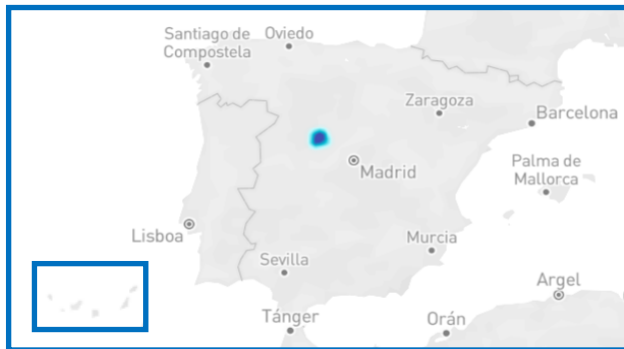 Santiago de
Compostela
Oviedo
Zaragoza
Barcelona
Madrid
Palma de
Mallorca
Lisboa
Murcia
Sevilla
Argel
Tánger
Orán